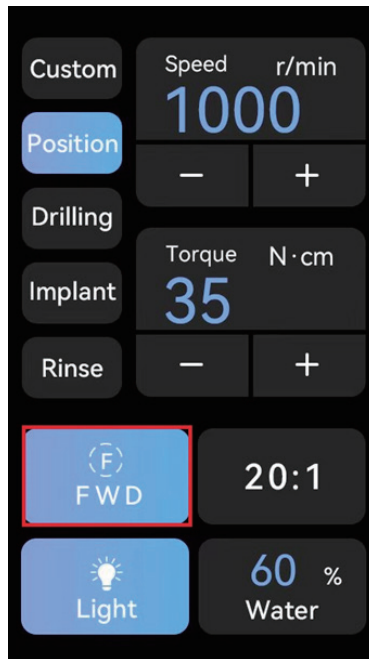 Custom
Position
Drilling
Implant
Rinse
Speed r/min
1000
− +
Torque N·cm
35
− +
(F)
FWD
20:1
Light
60 %
Water